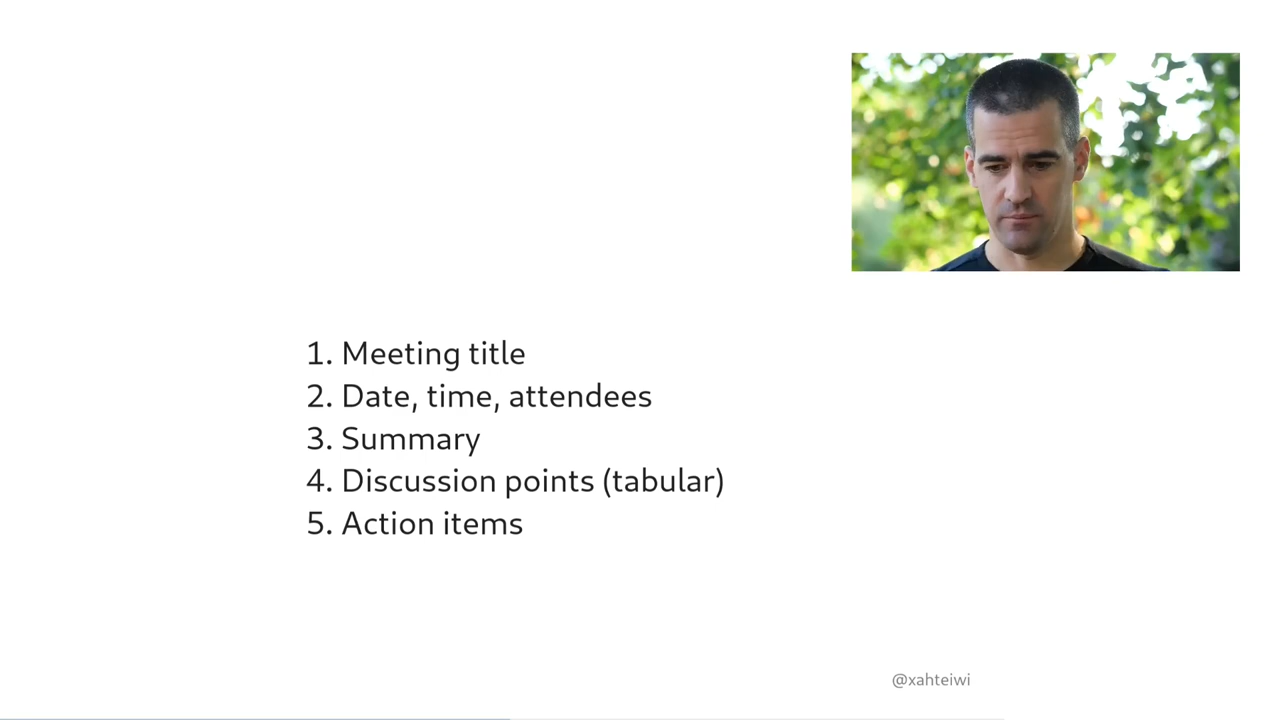 1. Meeting title
2. Date, time, attendees
3. Summary
4. Discussion points (tabular)
5. Action items
@xahteiwi